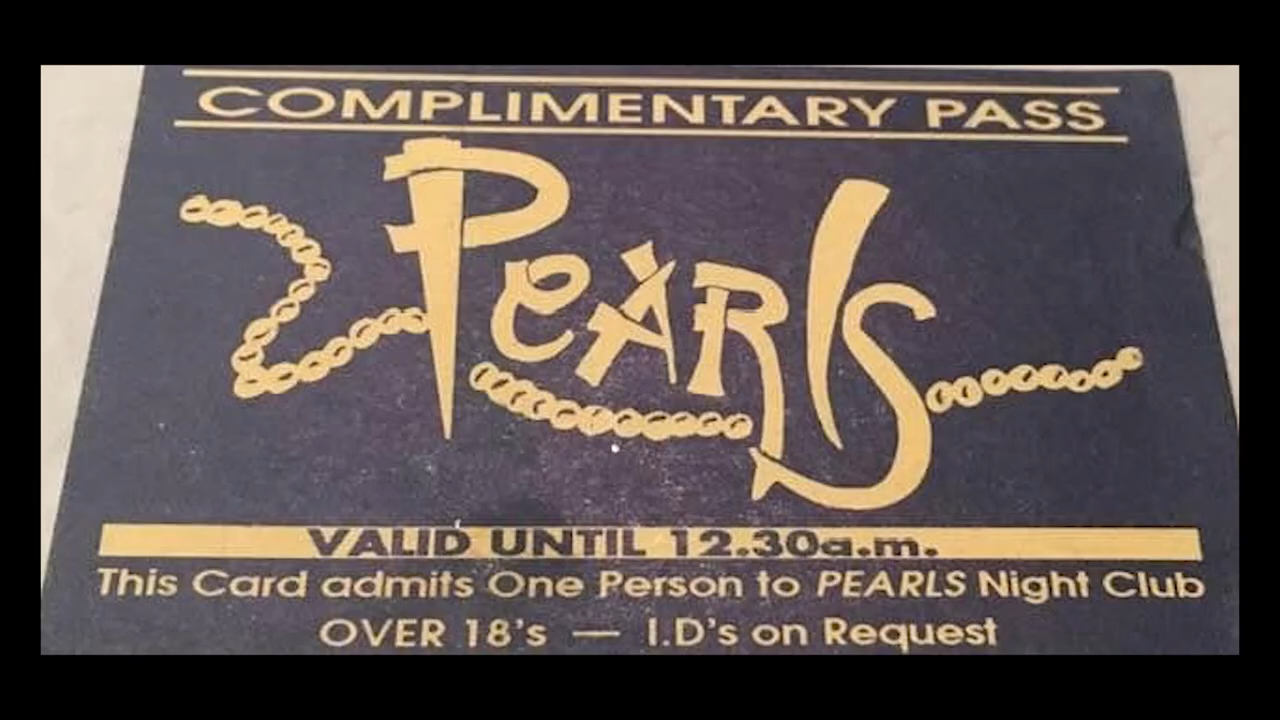 COMPLIMENTARY PASS
PEARLS
VALID UNTIL 12.30a.m.
This Card admits One Person to PEARLS Night Club
OVER 18's — I.D's on Request